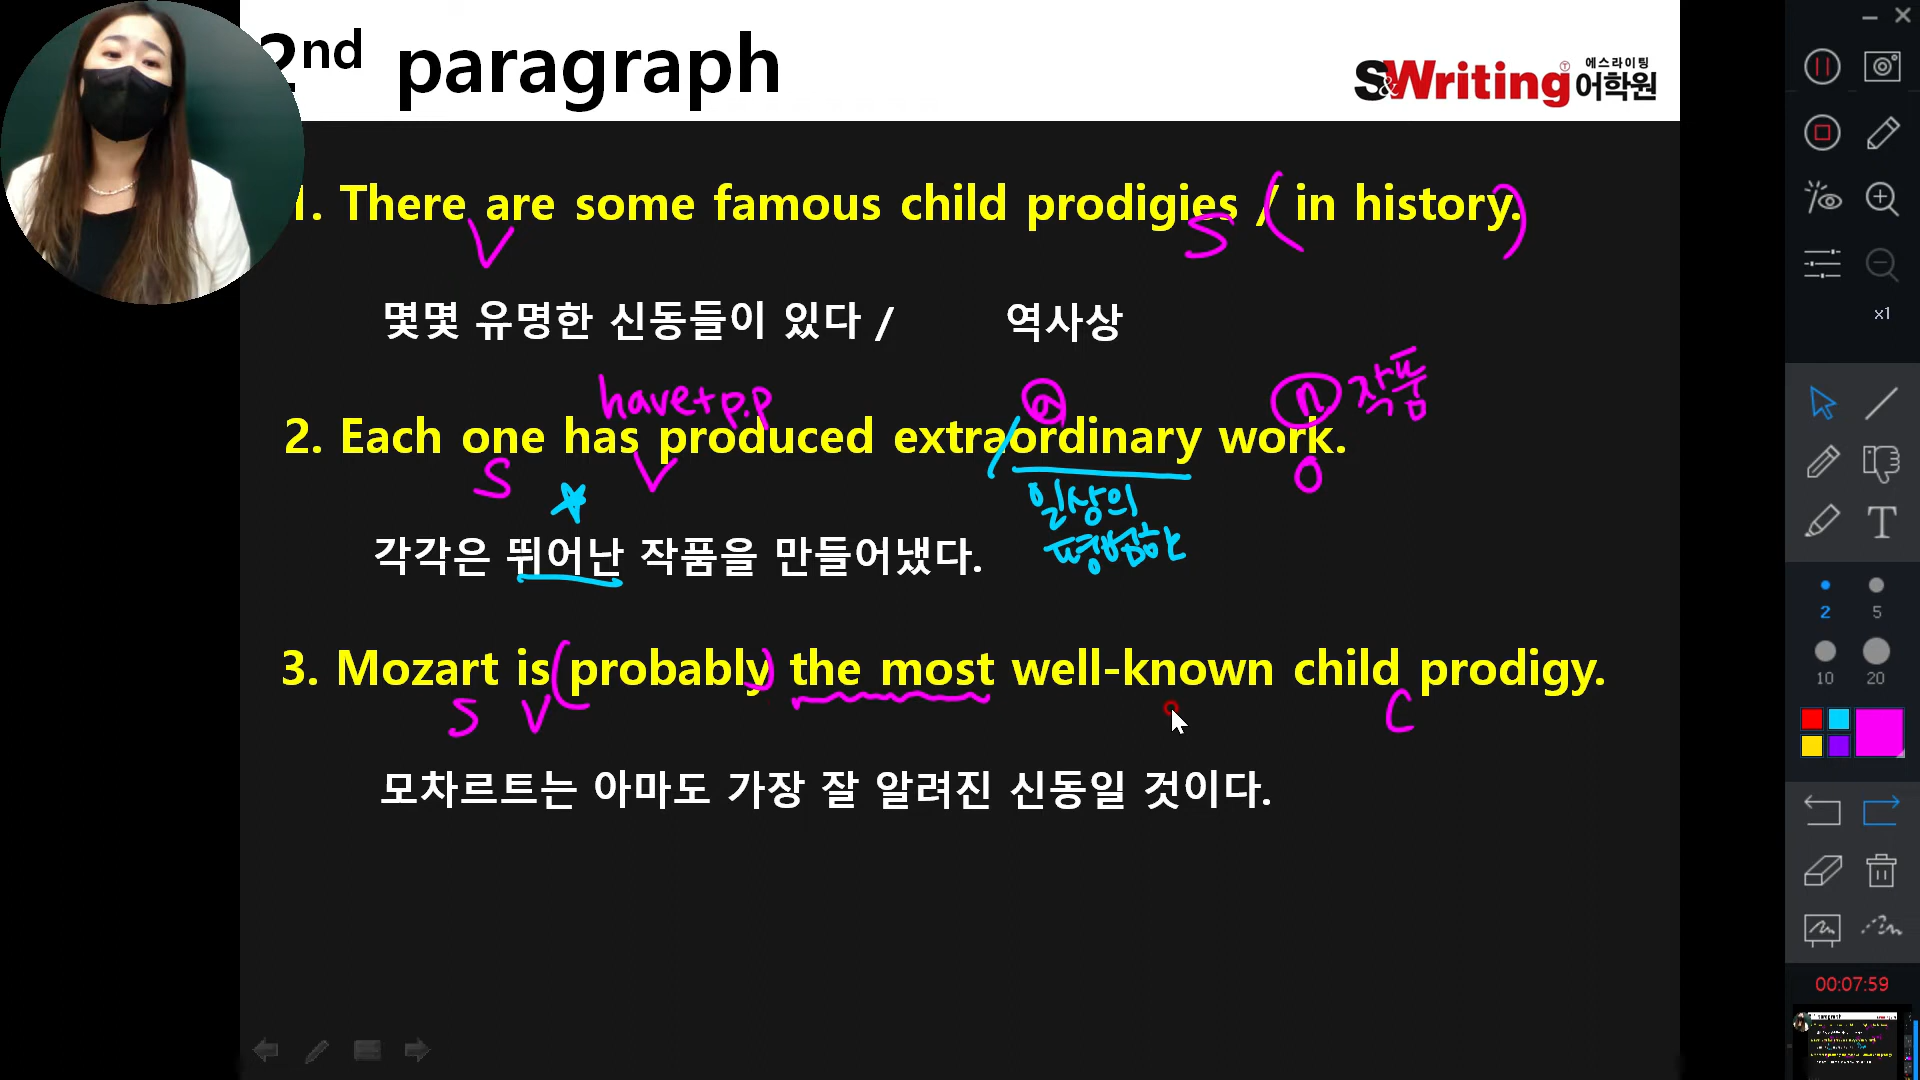 2nd paragraph
S&Writing 에스라이팅 어학원
1. There are some famous child prodigies / (in history.)
V S
몇몇 유명한 신동들이 있다 / 역사상
have+p.p ⓐ ⓝ 작품
2. Each one has produced extra/ordinary work.
S V O
일상의
평범한
각각은 뛰어난 작품을 만들어냈다.
3. Mozart is (probably) the most well-known child prodigy.
S V C
모차르트는 아마도 가장 잘 알려진 신동일 것이다.
x1
T
2 5
10 20
00:07:59